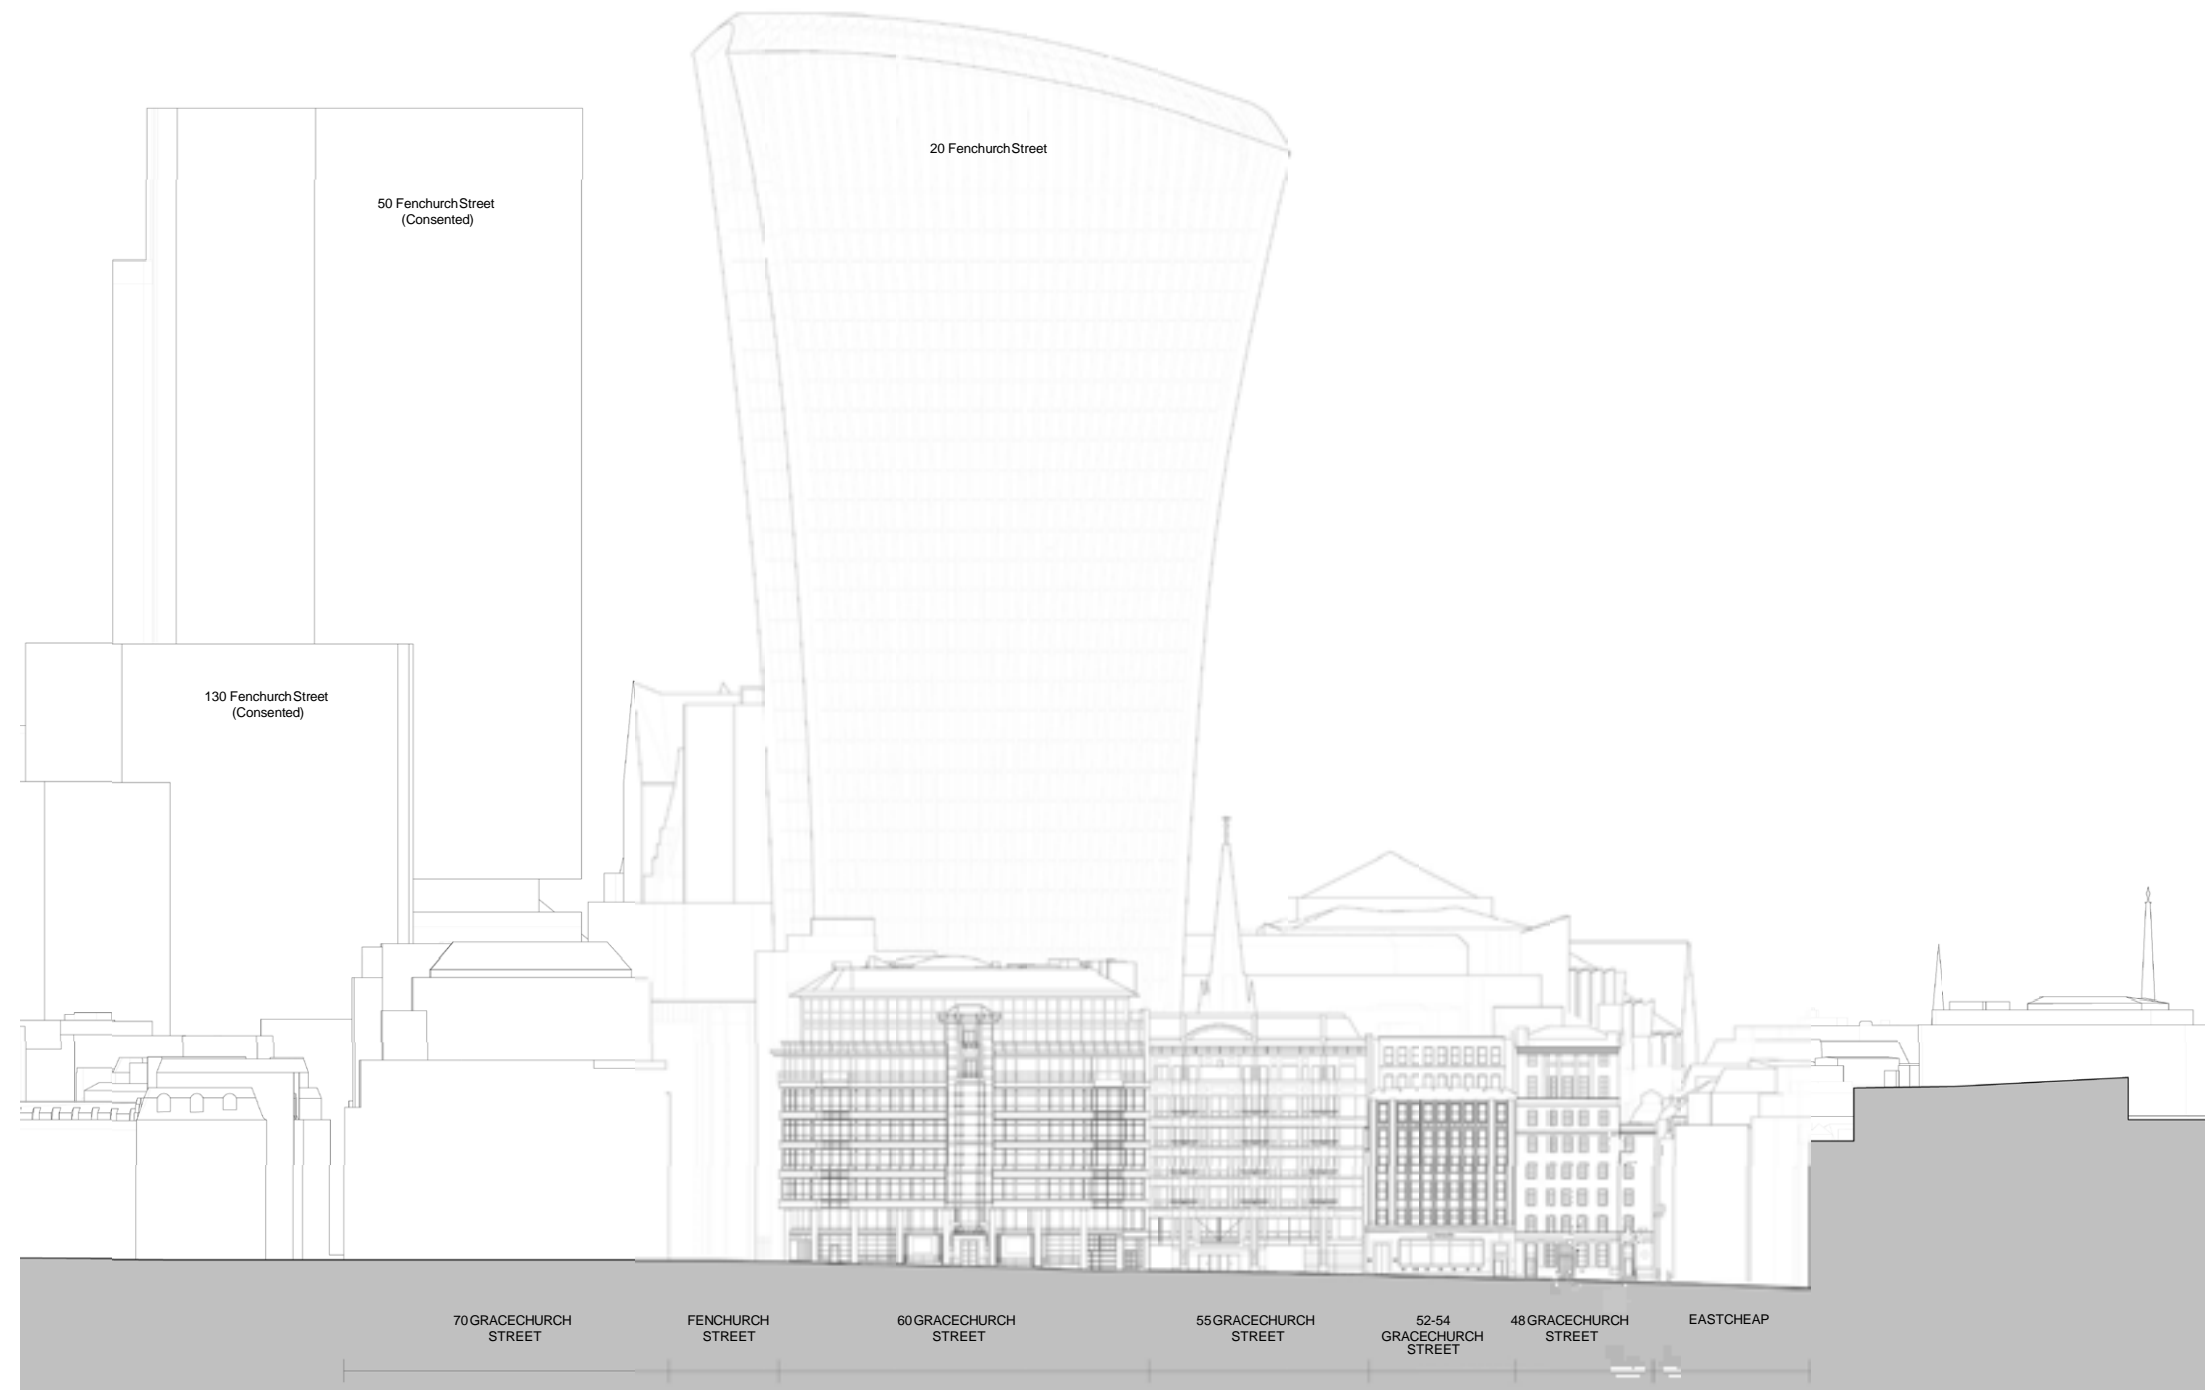 20 Fenchurch Street
50 Fenchurch Street
(Consented)
130 Fenchurch Street
(Consented)
70 GRACECHURCH
STREET
FENCHURCH
STREET
60 GRACECHURCH
STREET
55 GRACECHURCH
STREET
52-54
GRACECHURCH
STREET
48 GRACECHURCH
STREET
EASTCHEAP